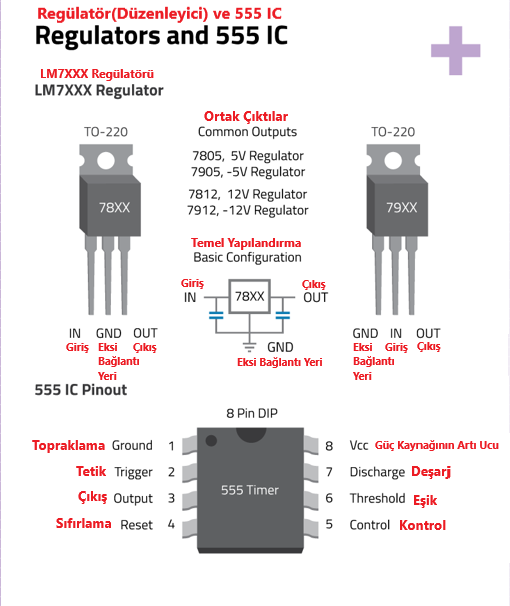 Regülatör(Düzenleyici) ve 555 IC
Regulators and 555 IC
LM7XXX Regülatörü
LM7XXX Regulator
TO-220
78XX
IN GND OUT
Giriş Eksi Bağlantı Yeri Çıkış
Ortak Çıktılar
Common Outputs
7805, 5V Regulator
7905, -5V Regulator
7812, 12V Regulator
7912, -12V Regulator
Temel Yapılandırma
Basic Configuration
Giriş Çıkış
IN 78XX OUT
GND
Eksi Bağlantı Yeri
TO-220
79XX
GND IN OUT
Eksi Bağlantı Yeri Giriş Çıkış
555 IC Pinout
8 Pin DIP
555 Timer
Topraklama Ground 1
Tetik Trigger 2
Çıkış Output 3
Sıfırlama Reset 4
8 Vcc Güç Kaynağının Artı Ucu
7 Discharge Deşarj
6 Threshold Eşik
5 Control Kontrol